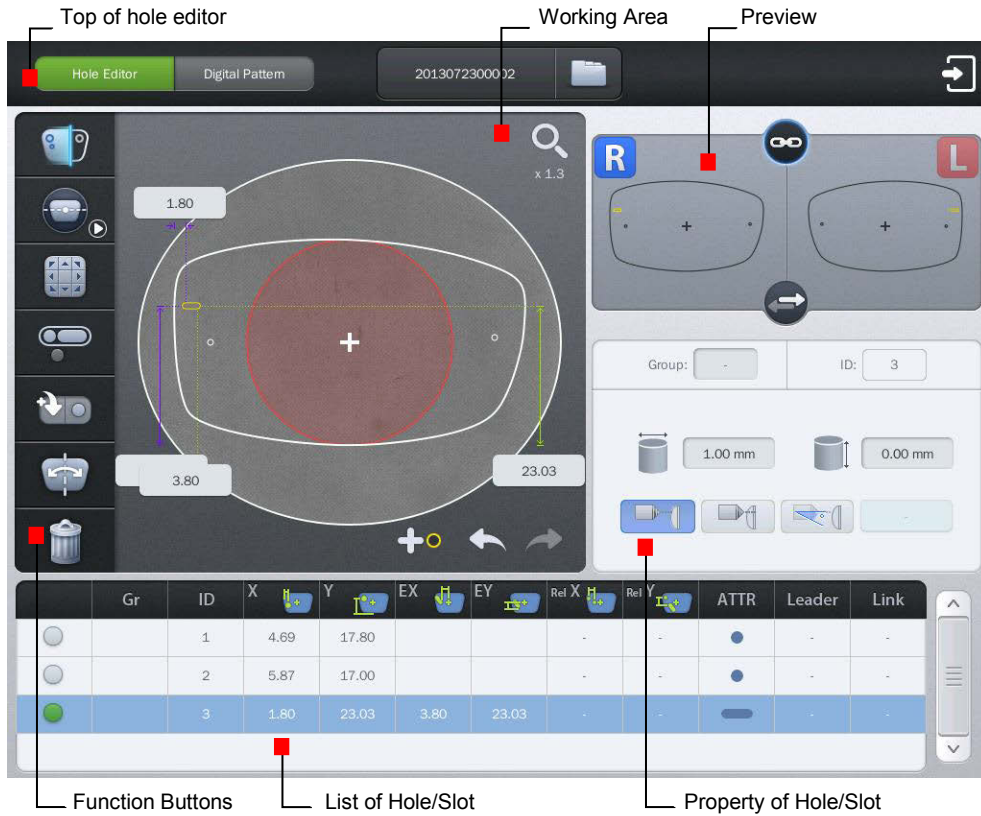 Top of hole editor Working Area Preview
Hole Editor Digital Pattern 2013072300002
R L
x 1.3
1.80
Group: - ID: 3
1.00 mm 0.00 mm
3.80 23.03
-
Gr ID X Y EX EY Rel X Rel Y ATTR Leader Link
1 4.69 17.80 - - - -
2 5.87 17.00 - - - -
3 1.80 23.03 3.80 23.03 - - - -
Function Buttons List of Hole/Slot Property of Hole/Slot